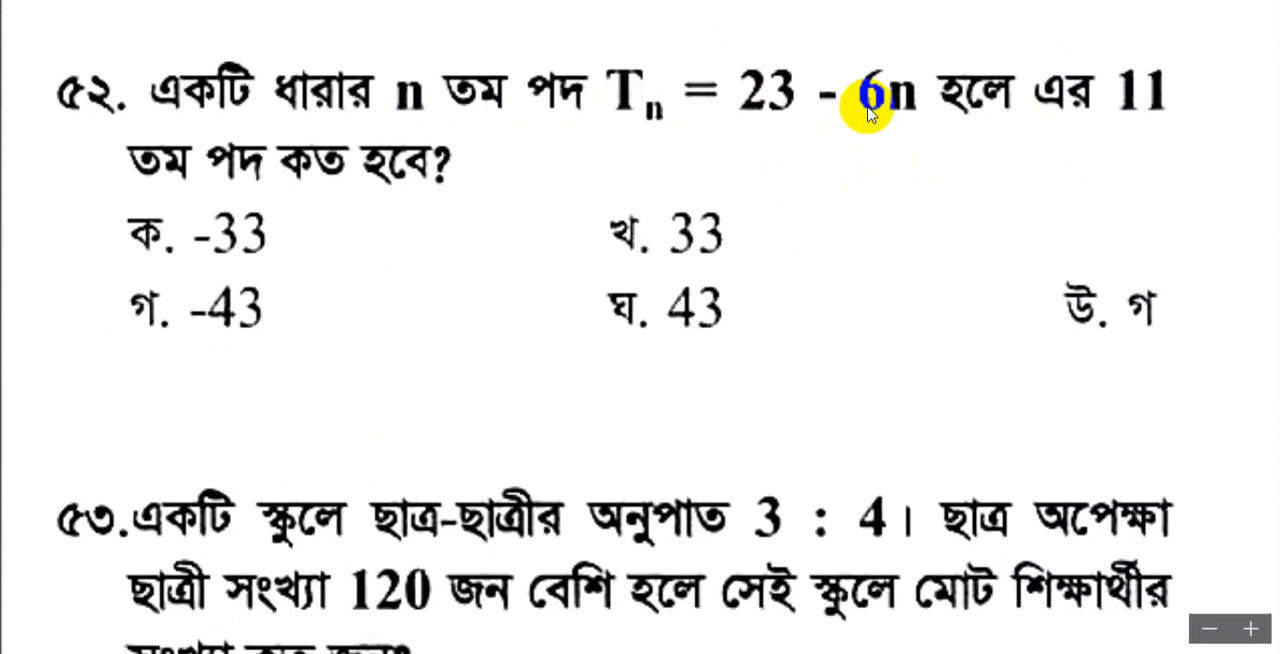 ৫২. একটি ধারার n তম পদ Tₙ = 23 - 6n হলে এর 11
তম পদ কত হবে?
ক. -33 খ. 33
গ. -43 ঘ. 43 উ. গ
৫৩.একটি স্কুলে ছাত্র-ছাত্রীর অনুপাত 3 : 4। ছাত্র অপেক্ষা
ছাত্রী সংখ্যা 120 জন বেশি হলে সেই স্কুলে মোট শিক্ষার্থীর